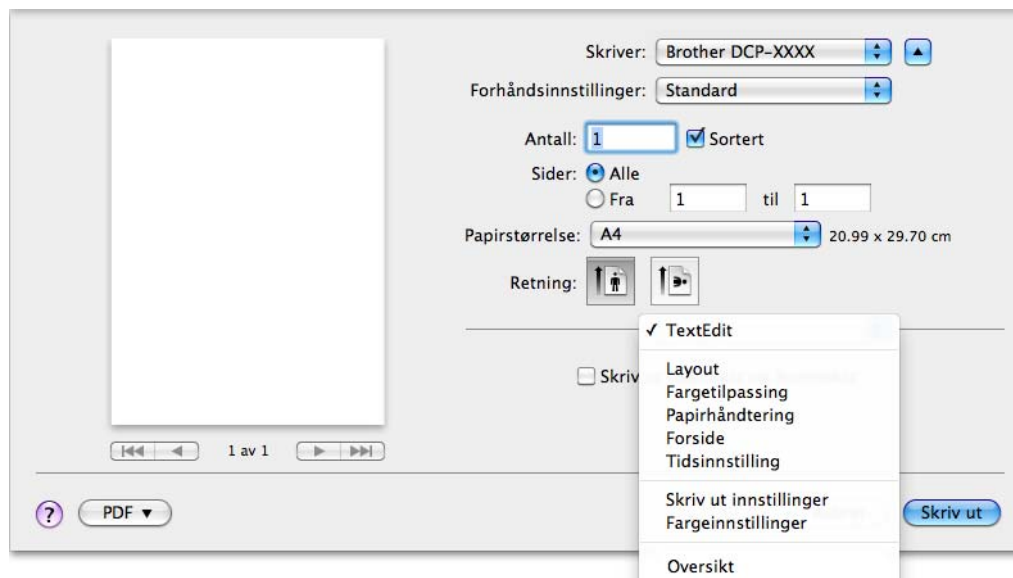 Skriver: Brother DCP-XXXX
Forhåndsinnstillinger: Standard
Antall: 1 Sortert
Sider: Alle
Fra 1 til 1
Papirstørrelse: A4 20.99 x 29.70 cm
Retning:
✓ TextEdit
Skriv
Layout
Fargetilpassing
Papirhåndtering
Forside
Tidsinnstilling
Skriv ut innstillinger
Fargeinnstillinger
Oversikt
1 av 1
? PDF ▼ Skriv ut